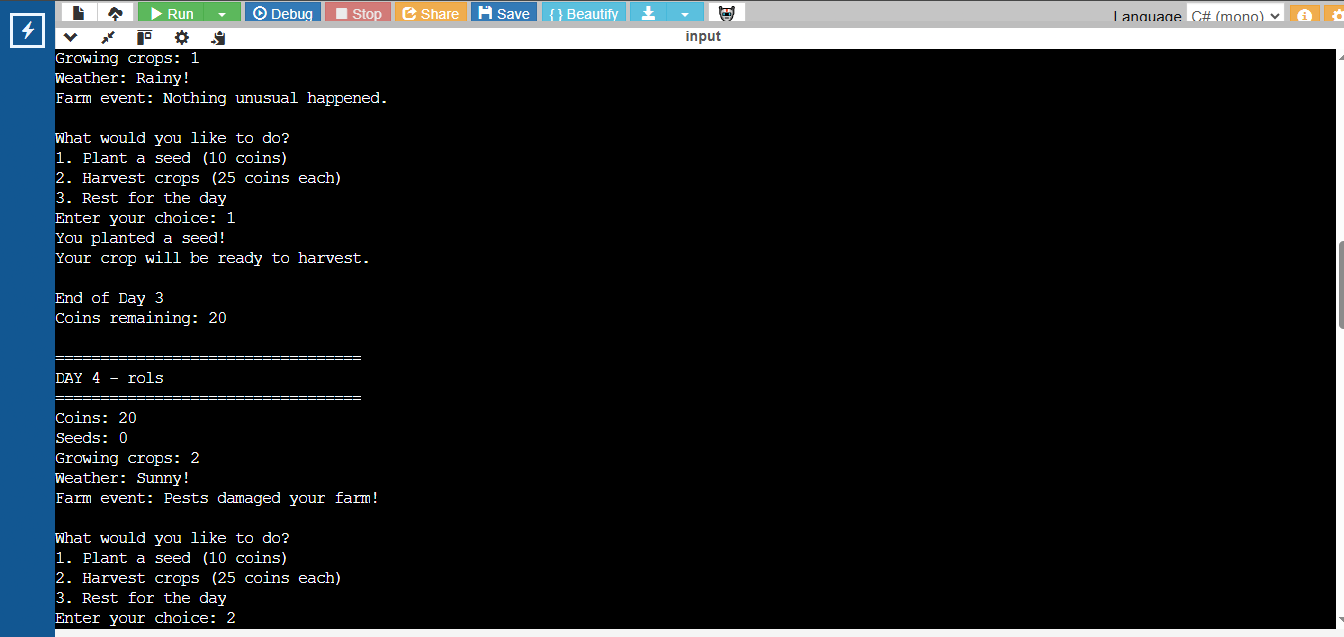 Run Debug Stop Share Save { } Beautify Language C# (mono)
input
Growing crops: 1
Weather: Rainy!
Farm event: Nothing unusual happened.
What would you like to do?
1. Plant a seed (10 coins)
2. Harvest crops (25 coins each)
3. Rest for the day
Enter your choice: 1
You planted a seed!
Your crop will be ready to harvest.
End of Day 3
Coins remaining: 20
==================================
DAY 4 - rols
==================================
Coins: 20
Seeds: 0
Growing crops: 2
Weather: Sunny!
Farm event: Pests damaged your farm!
What would you like to do?
1. Plant a seed (10 coins)
2. Harvest crops (25 coins each)
3. Rest for the day
Enter your choice: 2